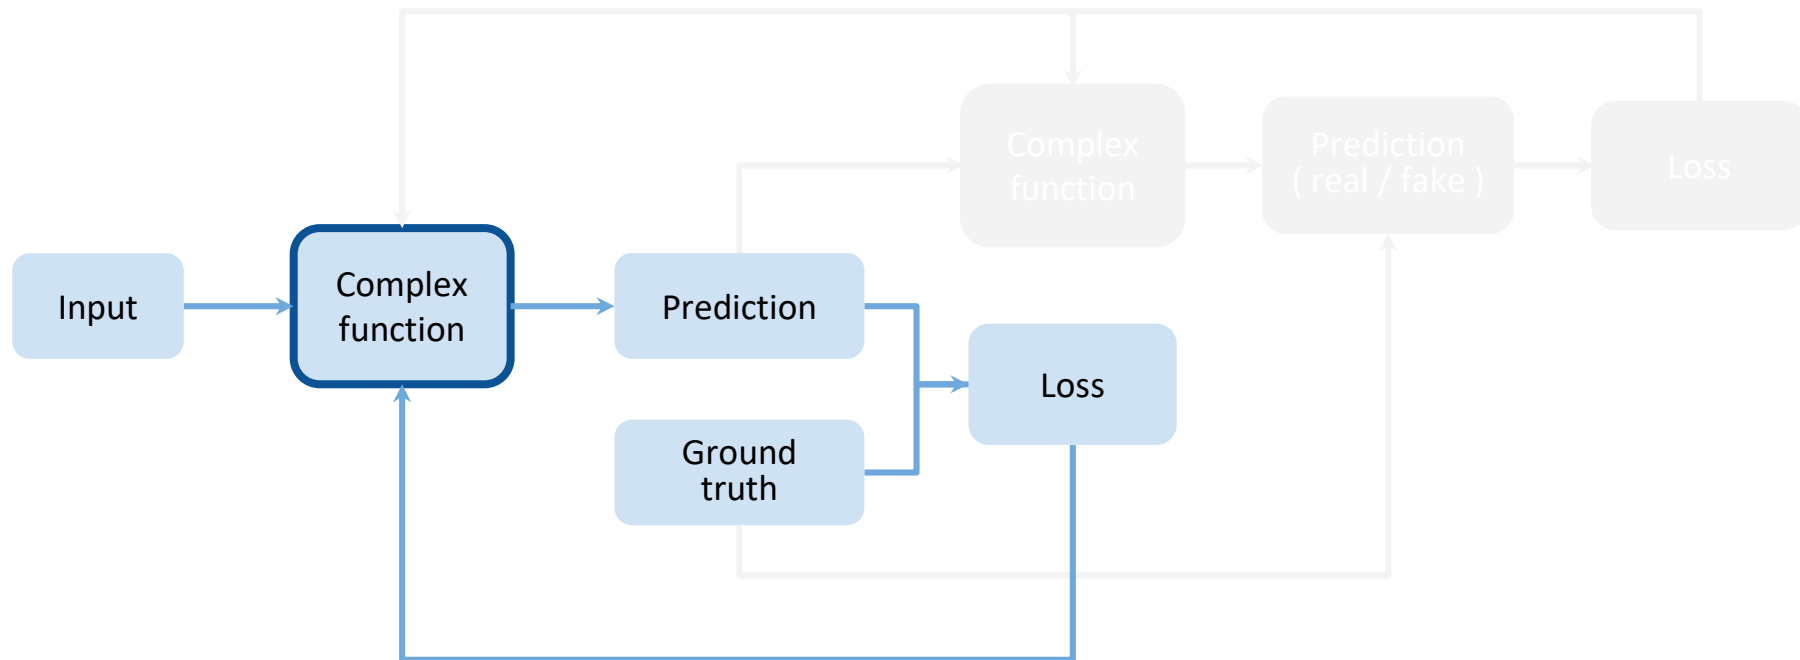 Complex
function
Prediction
( real / fake )
Loss
Input
Complex
function
Prediction
Loss
Ground
truth